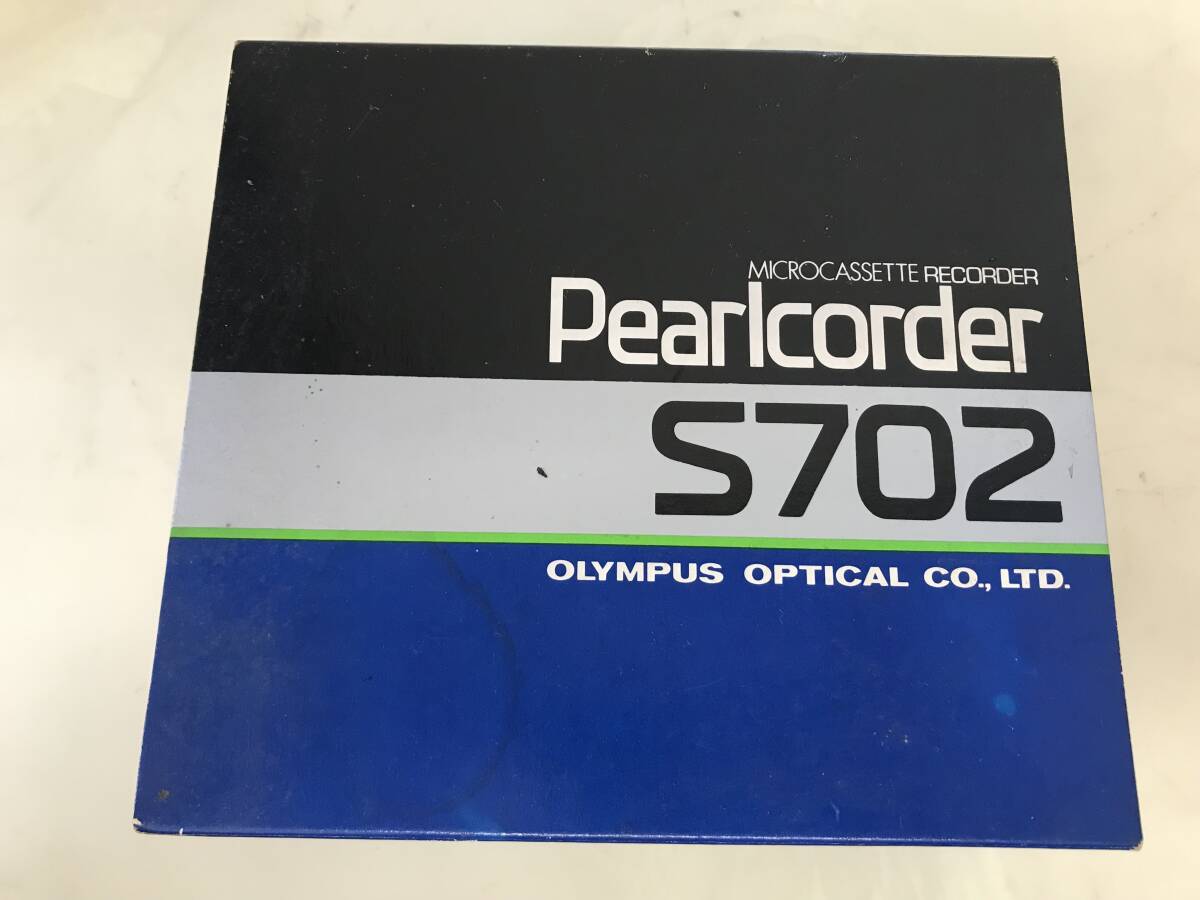 MICROCASSETTE RECORDER
Pearlcorder
S702
OLYMPUS OPTICAL CO., LTD.